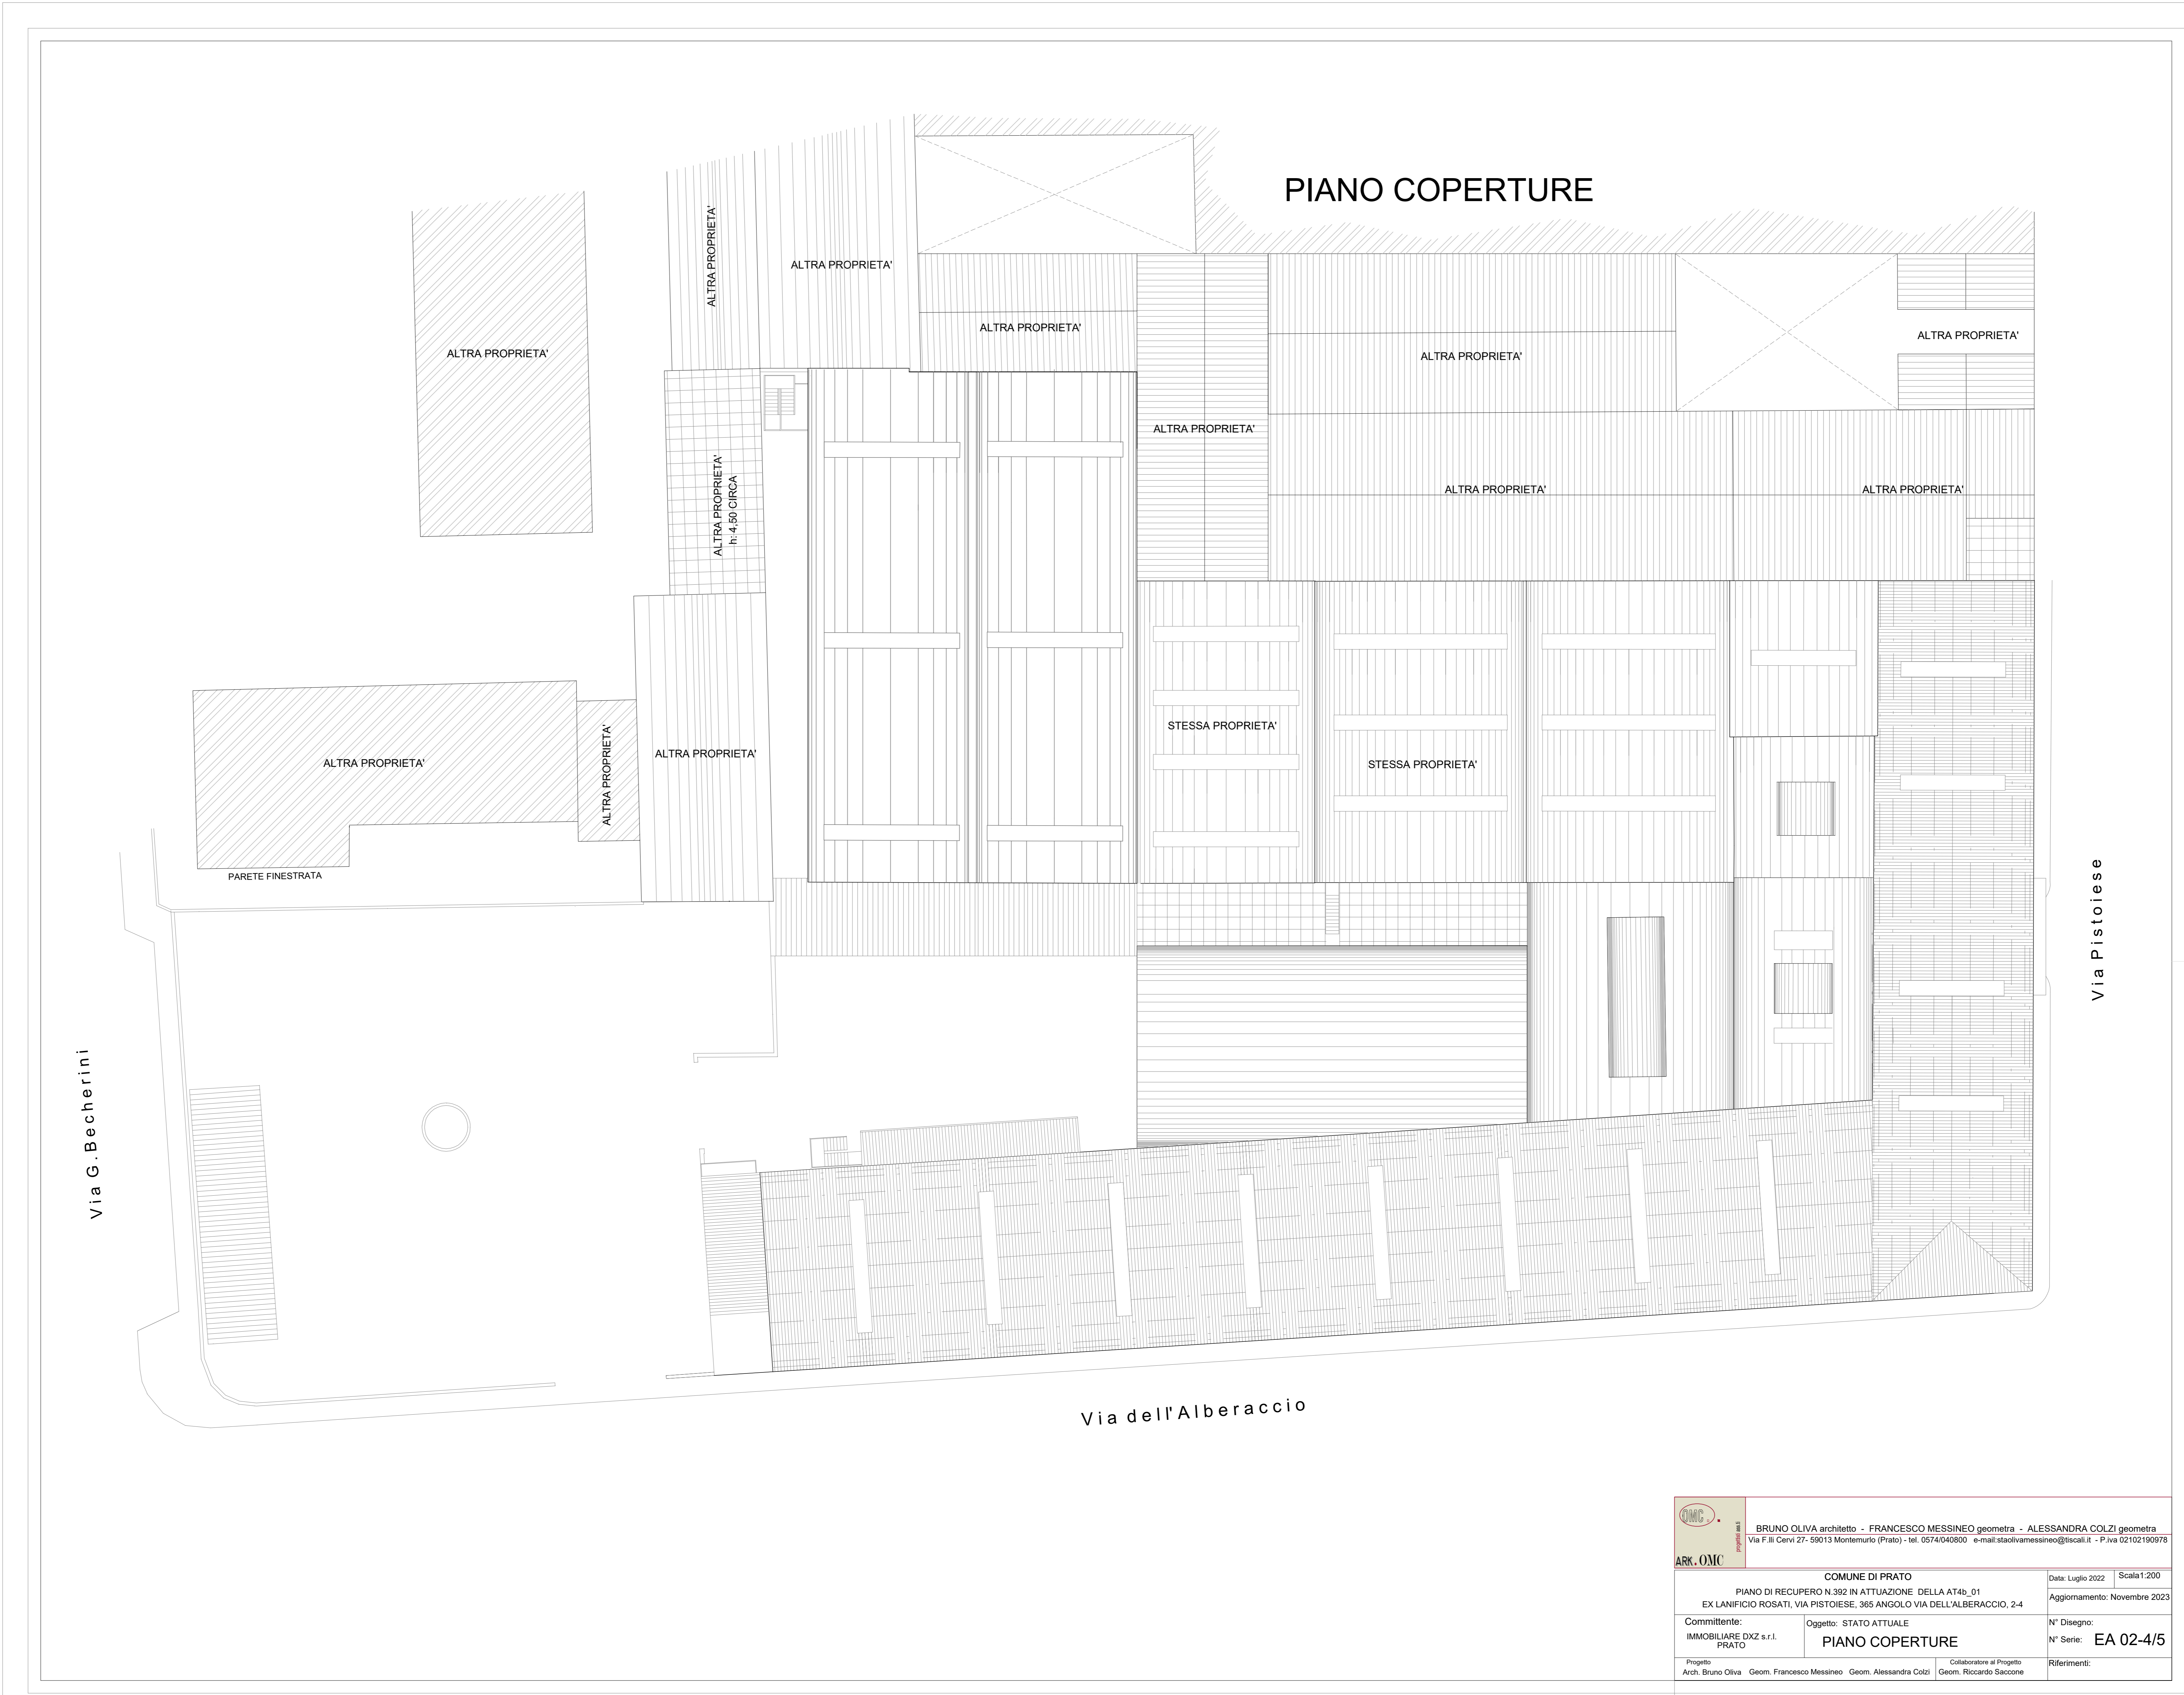 PIANO COPERTURE
ALTRA PROPRIETA'
ALTRA PROPRIETA'
ALTRA PROPRIETA'
ALTRA PROPRIETA'
ALTRA PROPRIETA'
ALTRA PROPRIETA'
ALTRA PROPRIETA'
ALTRA PROPRIETA'
ALTRA PROPRIETA'
ALTRA PROPRIETA'
ALTRA PROPRIETA'
h: 4,50 CIRCA
STESSA PROPRIETA'
STESSA PROPRIETA'
ALTRA PROPRIETA'
ALTRA PROPRIETA'
ALTRA PROPRIETA'
PARETE FINESTRATA
Via Pistoiese
Via G. Becherini
Via dell'Alberaccio
OMC
progettisti ass.ti
ARK. OMC
BRUNO OLIVA architetto - FRANCESCO MESSINEO geometra - ALESSANDRA COLZI geometra
Via F.lli Cervi 27- 59013 Montemurlo (Prato) - tel. 0574/040800 e-mail:staolivamessineo@tiscali.it - P.iva 02102190978
COMUNE DI PRATO
PIANO DI RECUPERO N.392 IN ATTUAZIONE DELLA AT4b_01
EX LANIFICIO ROSATI, VIA PISTOIESE, 365 ANGOLO VIA DELL'ALBERACCIO, 2-4
Data: Luglio 2022
Scala1:200
Aggiornamento: Novembre 2023
Committente:
IMMOBILIARE DXZ s.r.l.
PRATO
Oggetto: STATO ATTUALE
PIANO COPERTURE
N° Disegno:
N° Serie: EA 02-4/5
Progetto
Arch. Bruno Oliva Geom. Francesco Messineo Geom. Alessandra Colzi
Collaboratore al Progetto
Geom. Riccardo Saccone
Riferimenti: